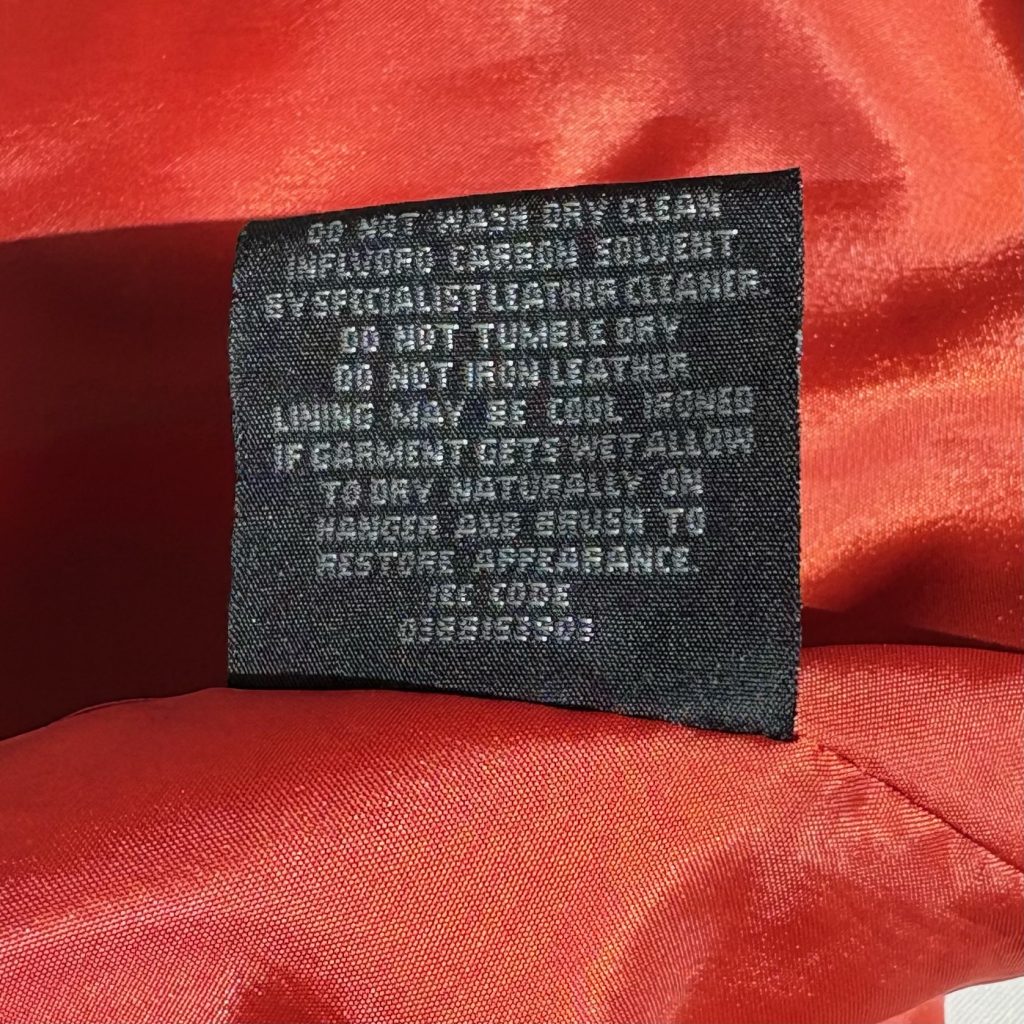 DO NOT WASH DRY CLEAN
IN FLUORO CARBON SOLVENT
BY SPECIALIST LEATHER CLEANER.
DO NOT TUMBLE DRY
DO NOT IRON LEATHER
LINING MAY BE COOL IRONED
IF GARMENT GETS WET ALLOW
TO DRY NATURALLY ON
HANGER AND BRUSH TO
RESTORE APPEARANCE.
CODE